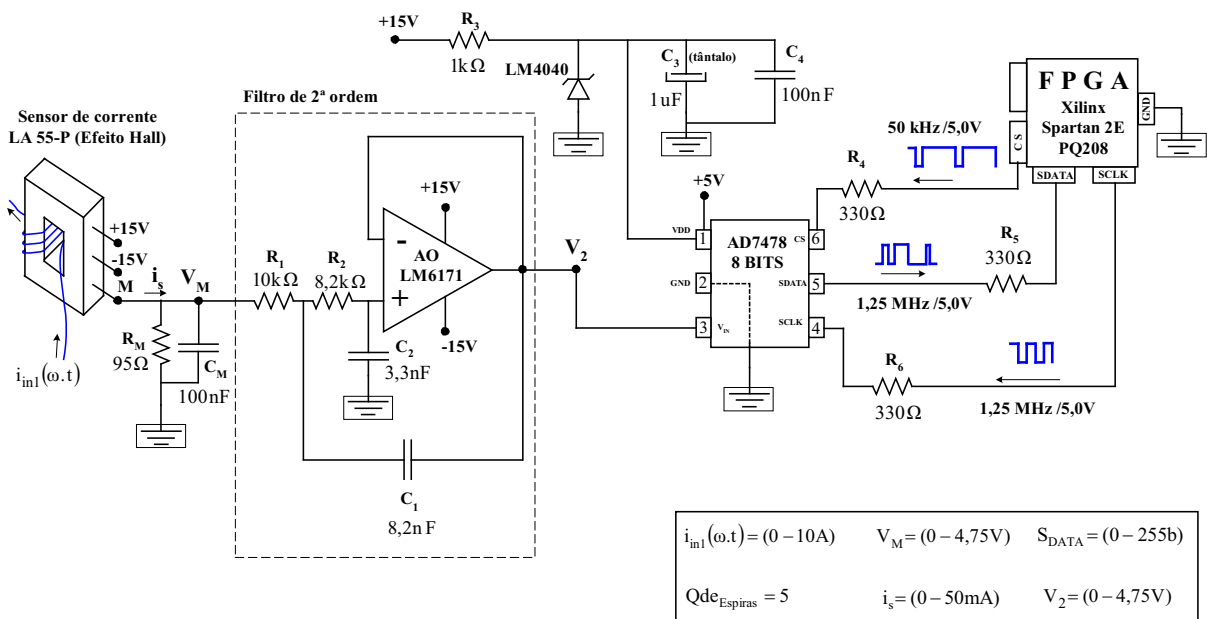 +15V
R3
1kΩ
LM4040
C3 (tântalo)
1uF
C4
100nF
F P G A
Xilinx
Spartan 2E
PQ208
GND
CS
SDATA
SCLK
50 kHz/5,0V
R4
330Ω
Sensor de corrente
LA 55-P (Efeito Hall)
+15V
-15V
M
is
VM
RM
95Ω
CM
100nF
iin1(ω.t)
Filtro de 2ª ordem
R1
10kΩ
R2
8,2kΩ
+15V
-
AO
LM6171
+
-15V
C2
3,3nF
C1
8,2nF
V2
+5V
VDD
1
AD7478
8 BITS
CS
6
GND
2
SDATA
5
3
VIN
SCLK
4
1,25 MHz/5,0V
R5
330Ω
R6
330Ω
1,25 MHz/5,0V
iin1(ω.t) = (0 – 10A) VM = (0 – 4,75V) SDATA = (0 – 255b)
QdeEspiras = 5 is = (0 – 50mA) V2 = (0 – 4,75V)